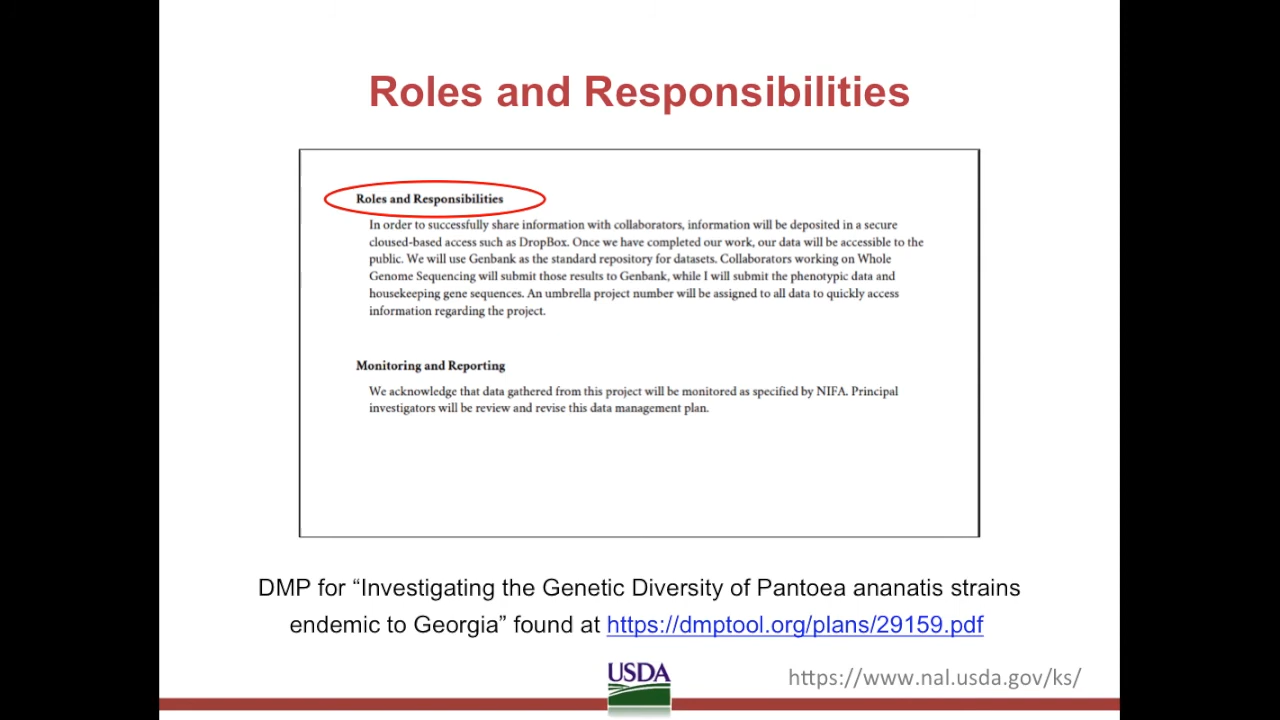 Roles and Responsibilities
Roles and Responsibilities
In order to successfully share information with collaborators, information will be deposited in a secure
cloused-based access such as DropBox. Once we have completed our work, our data will be accessible to the
public. We will use Genbank as the standard repository for datasets. Collaborators working on Whole
Genome Sequencing will submit those results to Genbank, while I will submit the phenotypic data and
housekeeping gene sequences. An umbrella project number will be assigned to all data to quickly access
information regarding the project.
Monitoring and Reporting
We acknowledge that data gathered from this project will be monitored as specified by NIFA. Principal
investigators will be review and revise this data management plan.
DMP for “Investigating the Genetic Diversity of Pantoea ananatis strains
endemic to Georgia” found at https://dmptool.org/plans/29159.pdf
USDA
https://www.nal.usda.gov/ks/